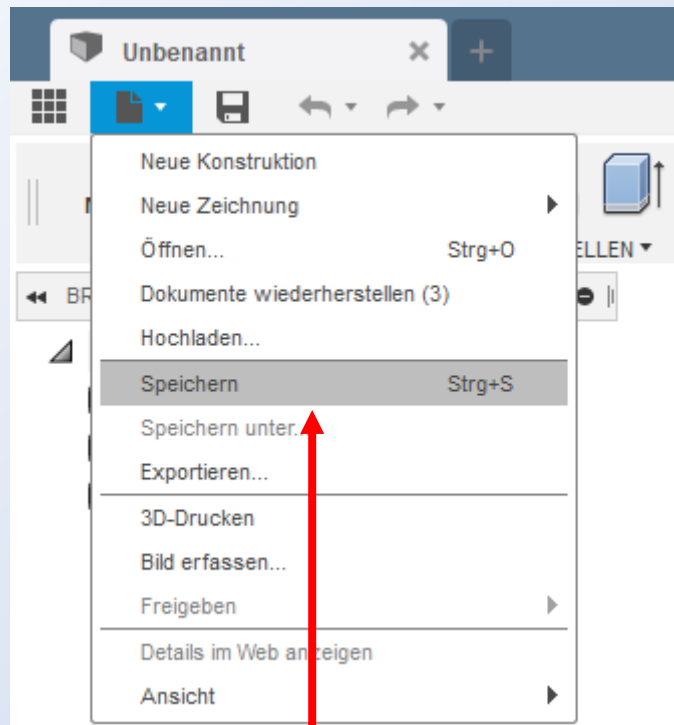 Unbenannt
Neue Konstruktion
Neue Zeichnung
Öffnen... Strg+O
ELLEN
BR
Dokumente wiederherstellen (3)
Hochladen...
Speichern Strg+S
Speichern unter...
Exportieren...
3D-Drucken
Bild erfassen...
Freigeben
Details im Web anzeigen
Ansicht